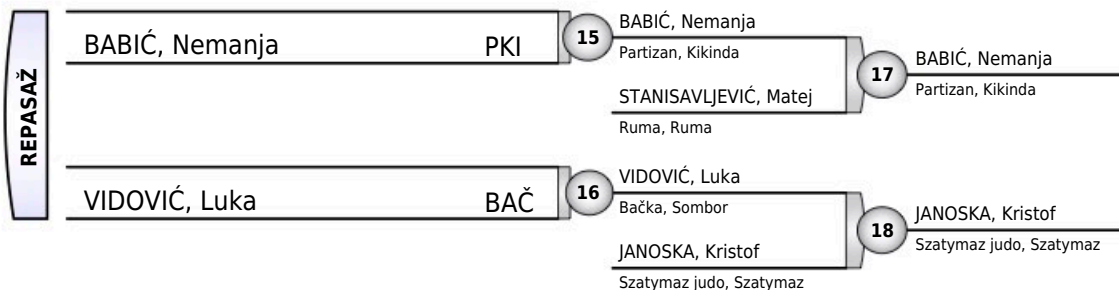 REPASAŽ
BABIĆ, Nemanja PKI
15
BABIĆ, Nemanja
Partizan, Kikinda
STANISAVLJEVIĆ, Matej
Ruma, Ruma
17
BABIĆ, Nemanja
Partizan, Kikinda
VIDOVIĆ, Luka BAČ
16
VIDOVIĆ, Luka
Bačka, Sombor
JANOSKA, Kristof
Szatymaz judo, Szatymaz
18
JANOSKA, Kristof
Szatymaz judo, Szatymaz